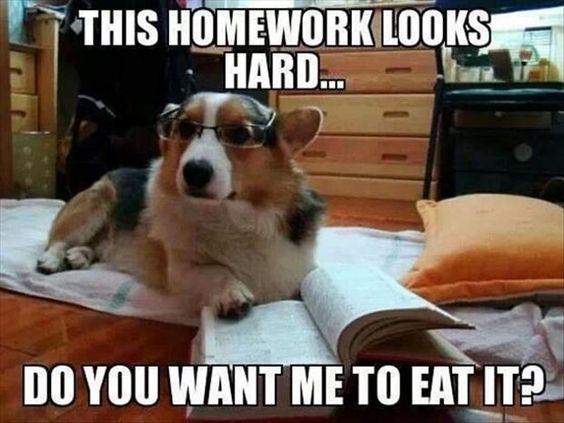 THIS HOMEWORK LOOKS
HARD...
DO YOU WANT ME TO EAT IT?